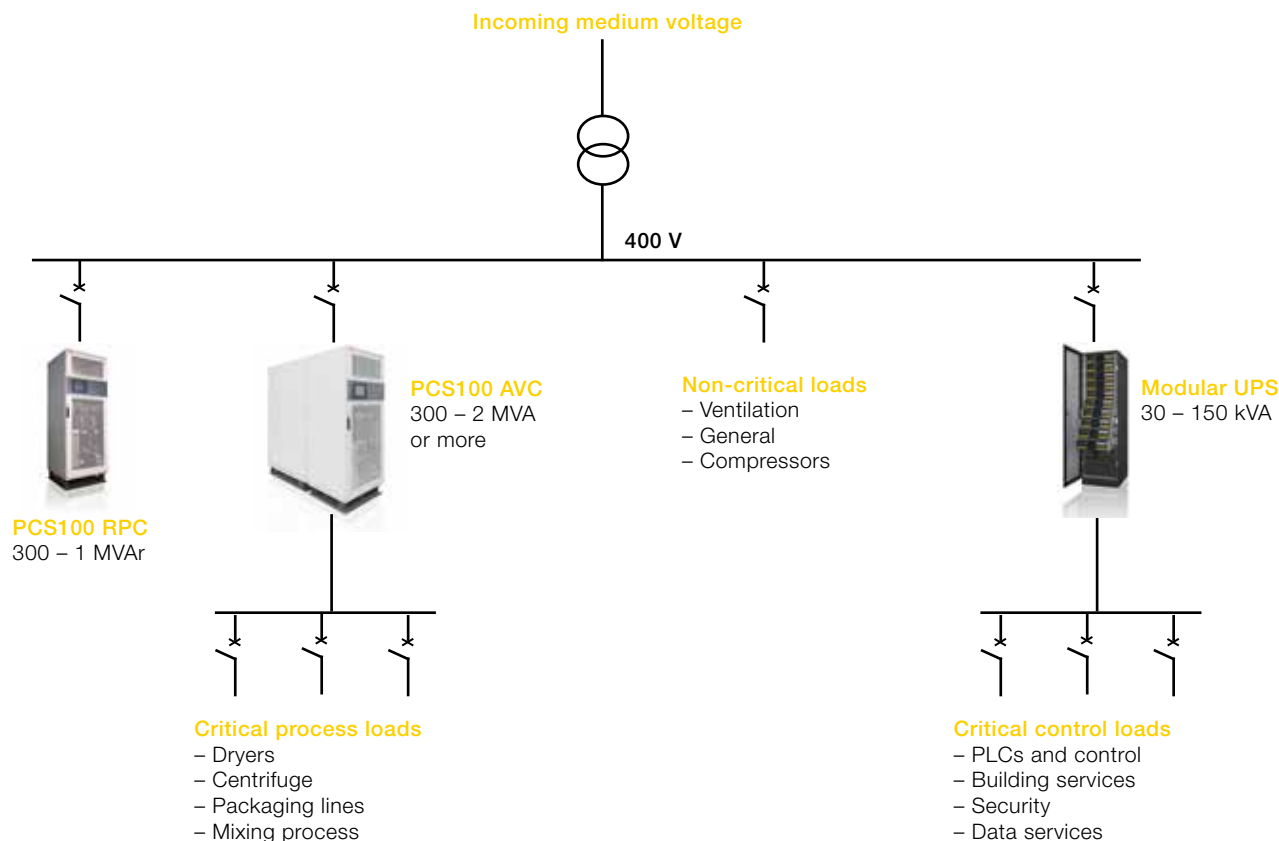 Incoming medium voltage
400 V
PCS100 RPC
300 – 1 MVAr
PCS100 AVC
300 – 2 MVA
or more
Non-critical loads
– Ventilation
– General
– Compressors
Modular UPS
30 – 150 kVA
Critical process loads
– Dryers
– Centrifuge
– Packaging lines
– Mixing process
Critical control loads
– PLCs and control
– Building services
– Security
– Data services